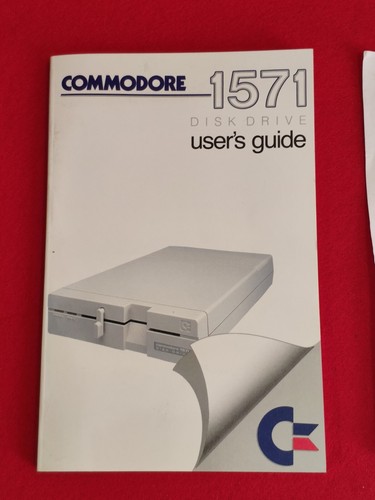 COMMODORE 1571
DISK DRIVE
user's guide